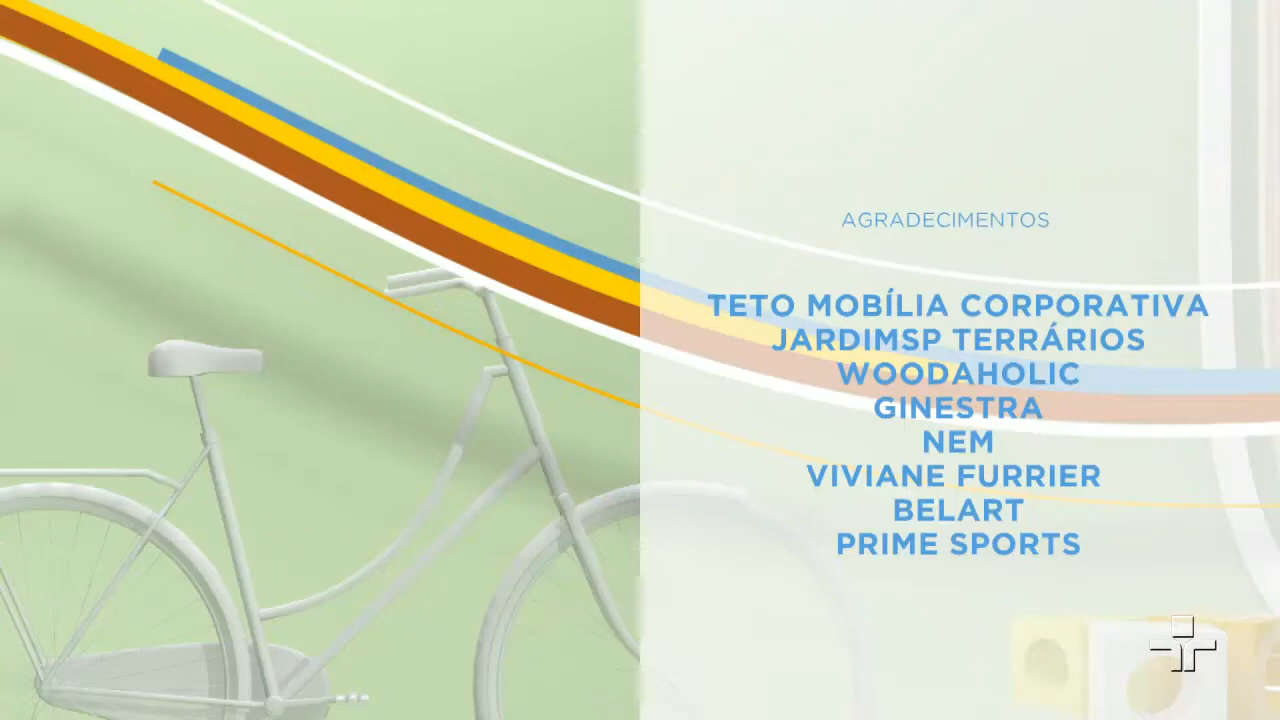 AGRADECIMENTOS
TETO MOBÍLIA CORPORATIVA
JARDIMSP TERRÁRIOS
WOODAHOLIC
GINESTRA
NEM
VIVIANE FURRIER
BELART
PRIME SPORTS